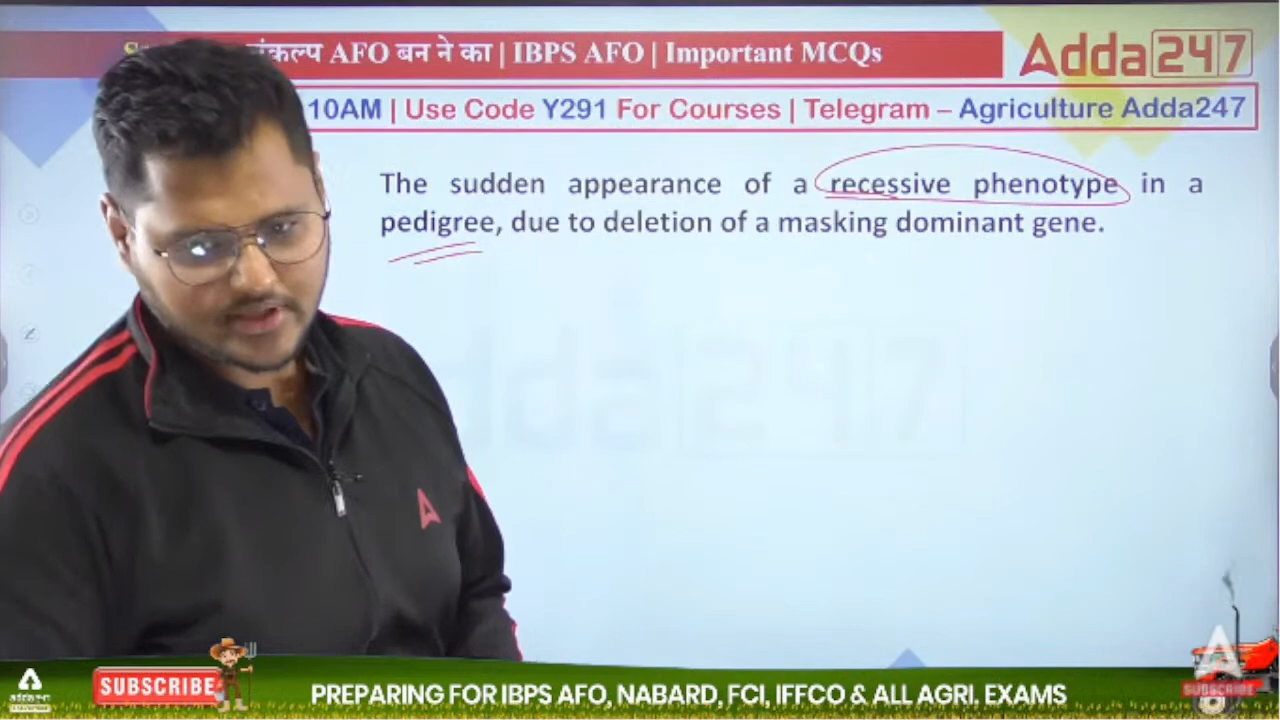 संकल्प AFO बन ने का | IBPS AFO | Important MCQs
Adda247
10AM | Use Code Y291 For Courses | Telegram – Agriculture Adda247
The sudden appearance of a recessive phenotype in a
pedigree, due to deletion of a masking dominant gene.
SUBSCRIBE
PREPARING FOR IBPS AFO, NABARD, FCI, IFFCO & ALL AGRI. EXAMS
SUBSCRIBE